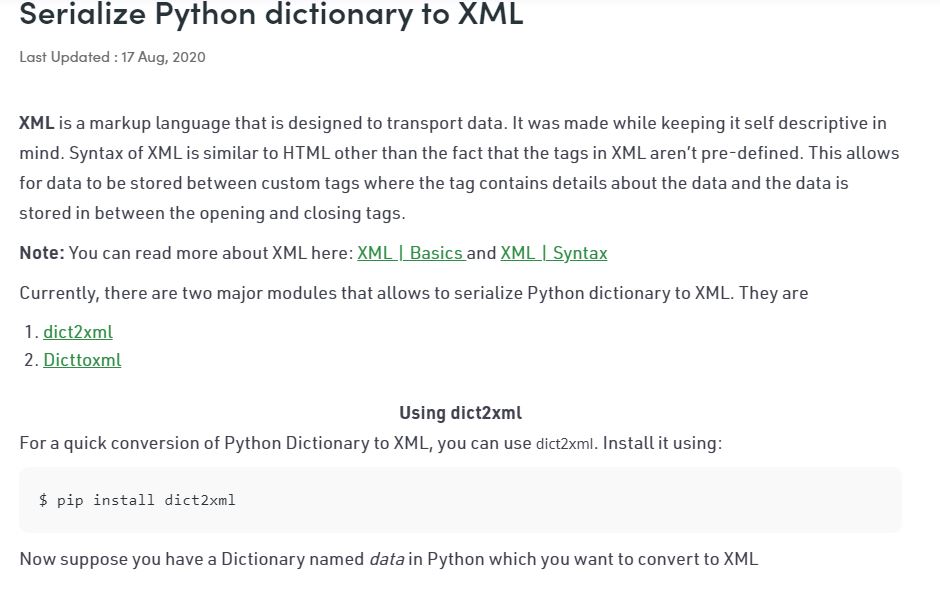 Serialize Python dictionary to XML
Last Updated : 17 Aug, 2020
XML is a markup language that is designed to transport data. It was made while keeping it self descriptive in
mind. Syntax of XML is similar to HTML other than the fact that the tags in XML aren't pre-defined. This allows
for data to be stored between custom tags where the tag contains details about the data and the data is
stored in between the opening and closing tags.
Note: You can read more about XML here: XML | Basics and XML | Syntax
Currently, there are two major modules that allows to serialize Python dictionary to XML. They are
1. dict2xml
2. Dicttoxml
Using dict2xml
For a quick conversion of Python Dictionary to XML, you can use dict2xml. Install it using:
$ pip install dict2xml
Now suppose you have a Dictionary named data in Python which you want to convert to XML